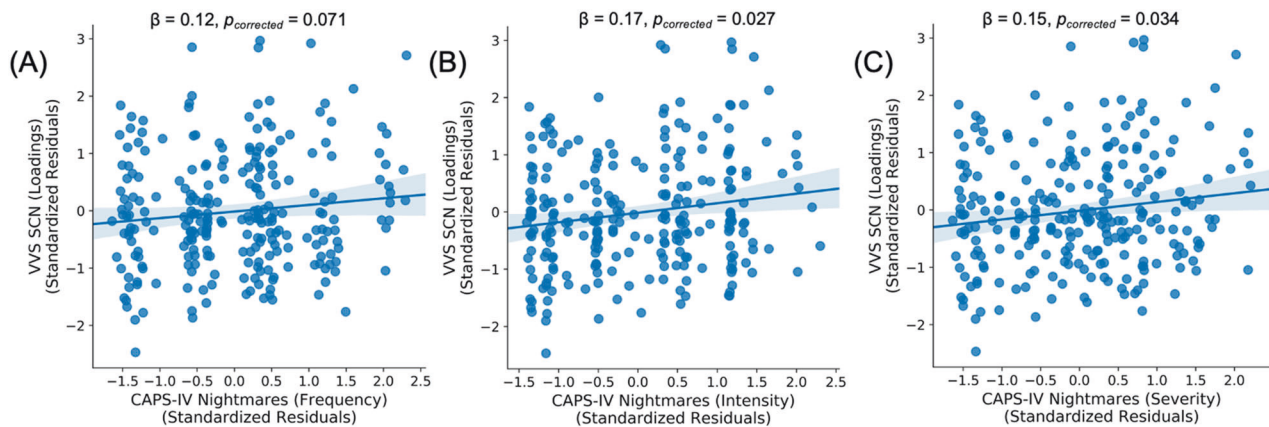 (A)
β = 0.12, p_corrected = 0.071
3
2
1
0
−1
−2
VVS SCN (Loadings)
(Standardized Residuals)
−1.5 −1.0 −0.5 0.0 0.5 1.0 1.5 2.0 2.5
CAPS-IV Nightmares (Frequency)
(Standardized Residuals)
(B)
β = 0.17, p_corrected = 0.027
3
2
1
0
−1
−2
VVS SCN (Loadings)
(Standardized Residuals)
−1.5 −1.0 −0.5 0.0 0.5 1.0 1.5 2.0 2.5
CAPS-IV Nightmares (Intensity)
(Standardized Residuals)
(C)
β = 0.15, p_corrected = 0.034
3
2
1
0
−1
−2
VVS SCN (Loadings)
(Standardized Residuals)
−1.5 −1.0 −0.5 0.0 0.5 1.0 1.5 2.0
CAPS-IV Nightmares (Severity)
(Standardized Residuals)